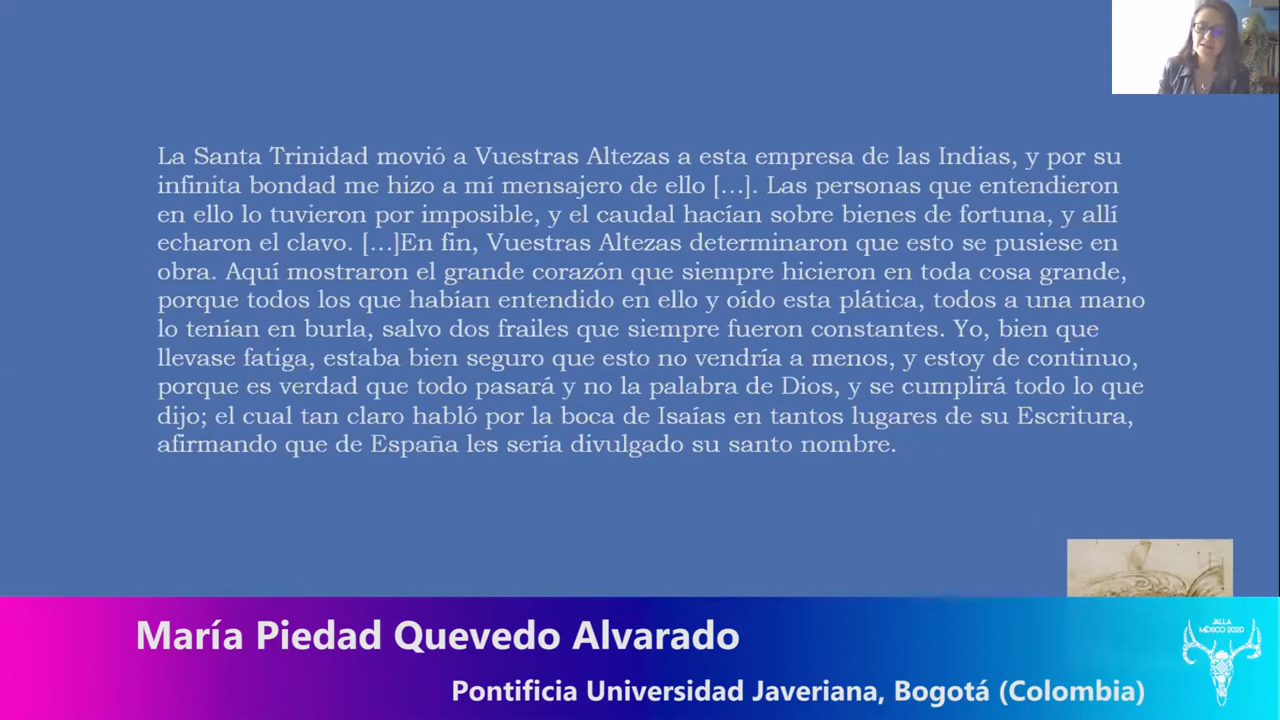 La Santa Trinidad movió a Vuestras Altezas a esta empresa de las Indias, y por su
infinita bondad me hizo a mí mensajero de ello […]. Las personas que entendieron
en ello lo tuvieron por imposible, y el caudal hacían sobre bienes de fortuna, y allí
echaron el clavo. […]En fin, Vuestras Altezas determinaron que esto se pusiese en
obra. Aquí mostraron el grande corazón que siempre hicieron en toda cosa grande,
porque todos los que habían entendido en ello y oído esta plática, todos a una mano
lo tenían en burla, salvo dos frailes que siempre fueron constantes. Yo, bien que
llevase fatiga, estaba bien seguro que esto no vendría a menos, y estoy de continuo,
porque es verdad que todo pasará y no la palabra de Dios, y se cumplirá todo lo que
dijo; el cual tan claro habló por la boca de Isaías en tantos lugares de su Escritura,
afirmando que de España les sería divulgado su santo nombre.
María Piedad Quevedo Alvarado
Pontificia Universidad Javeriana, Bogotá (Colombia)
JALLA
MÉXICO 2020